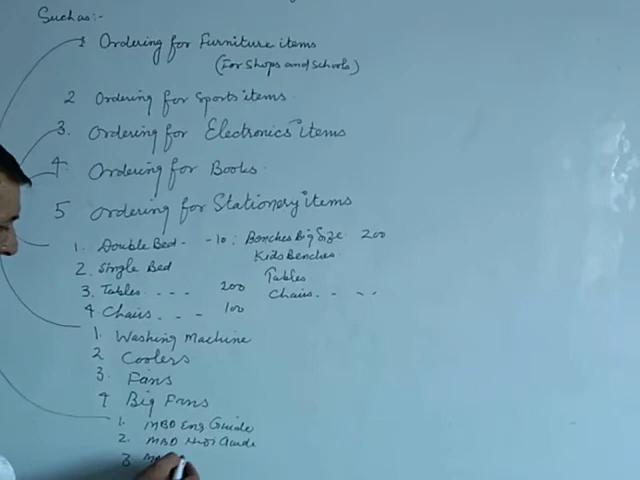 Such as:-
1 Ordering for Furniture items
(For Shops and Schools)
2 Ordering for Sports items.
3. Ordering for Electronics items
4. Ordering for Books.
5 Ordering for Stationery items
1. Double Bed - - 10 : Benches Big Size 200
Kids Benches
2. Single Bed
Tables
3. Tables . . - - 200
Chairs. - - - -
4 Chairs . . - - 100
1. Washing Machine
2 Coolers
3. Fans
4 Big Fans
1. MBD Eng Guide
2. MBD Guide
3